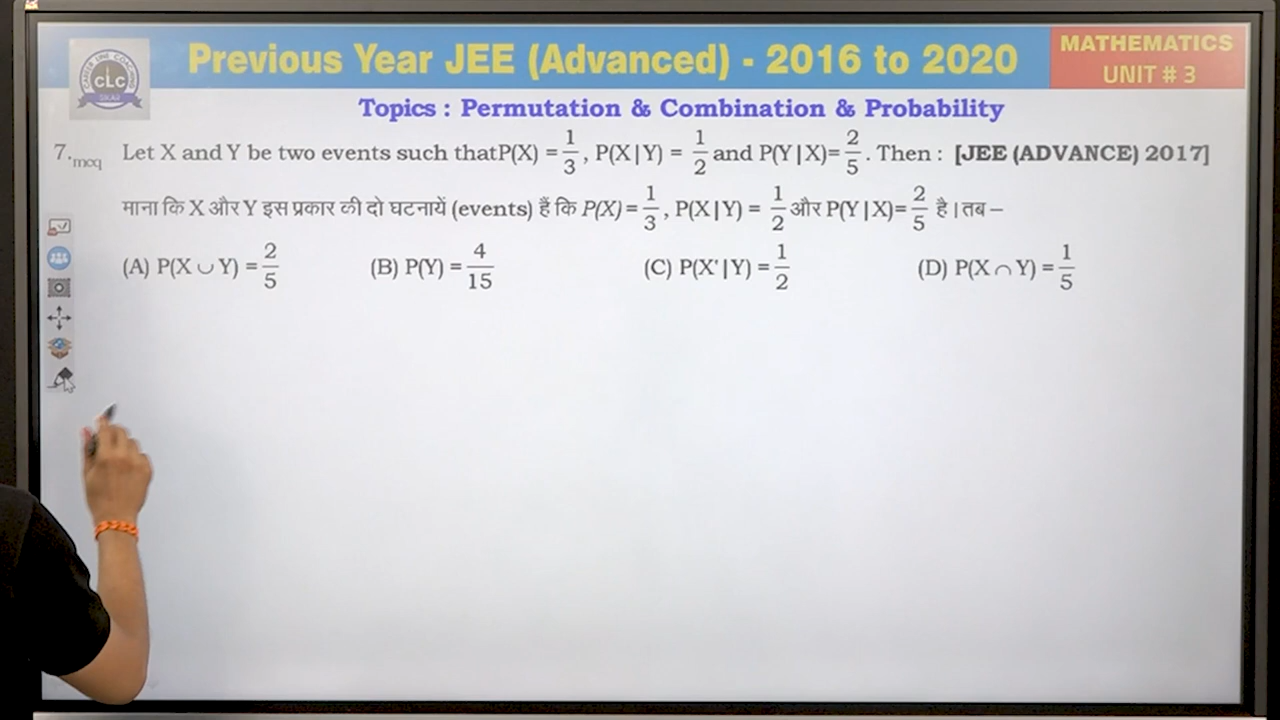 Previous Year JEE (Advanced) - 2016 to 2020
MATHEMATICS
UNIT # 3
CLC
SIKAR
Topics : Permutation & Combination & Probability
7.mcq Let X and Y be two events such that P(X) = 1/3, P(X|Y) = 1/2 and P(Y|X)= 2/5. Then : [JEE (ADVANCE) 2017]
माना कि X और Y इस प्रकार की दो घटनायें (events) हैं कि P(X) = 1/3, P(X|Y) = 1/2 और P(Y|X)= 2/5 है। तब –
(A) P(X ∪ Y) = 2/5 (B) P(Y) = 4/15 (C) P(X'|Y) = 1/2 (D) P(X ∩ Y) = 1/5